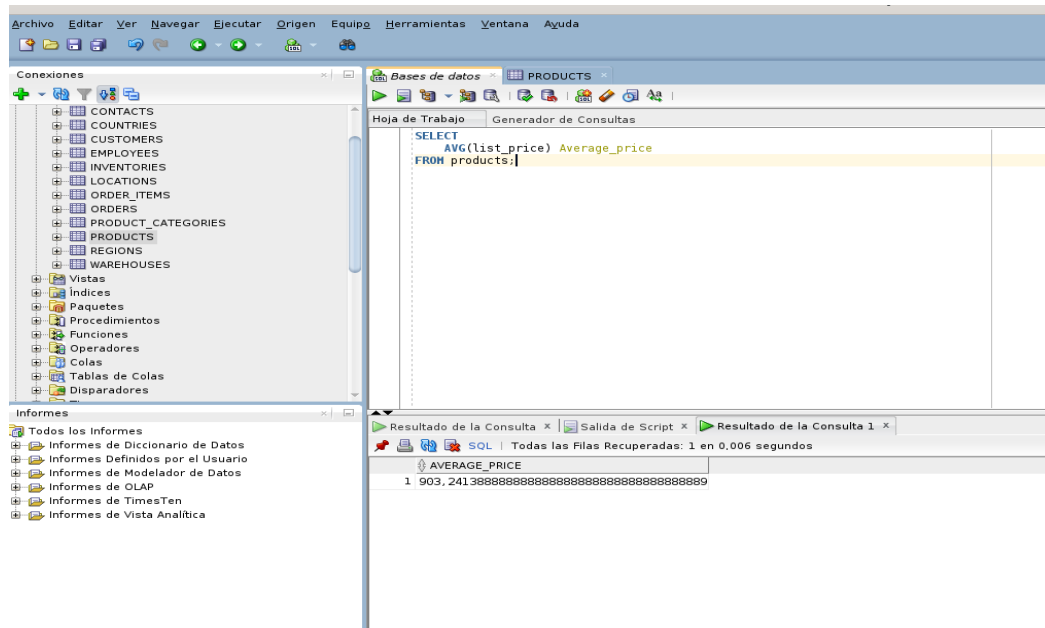 Archivo Editar Ver Navegar Ejecutar Origen Equipo Herramientas Ventana Ayuda
Conexiones
CONTACTS
COUNTRIES
CUSTOMERS
EMPLOYEES
INVENTORIES
LOCATIONS
ORDER_ITEMS
ORDERS
PRODUCT_CATEGORIES
PRODUCTS
REGIONS
WAREHOUSES
Vistas
Índices
Paquetes
Procedimientos
Funciones
Operadores
Colas
Tablas de Colas
Disparadores
Informes
Todos los Informes
Informes de Diccionario de Datos
Informes Definidos por el Usuario
Informes de Modelador de Datos
Informes de OLAP
Informes de TimesTen
Informes de Vista Analítica
Bases de datos PRODUCTS
Hoja de Trabajo Generador de Consultas
SELECT
AVG(list_price) Average_price
FROM products;
Resultado de la Consulta Salida de Script Resultado de la Consulta 1
SQL | Todas las Filas Recuperadas: 1 en 0,006 segundos
AVERAGE_PRICE
1 903,241388888888888888888888888888888889